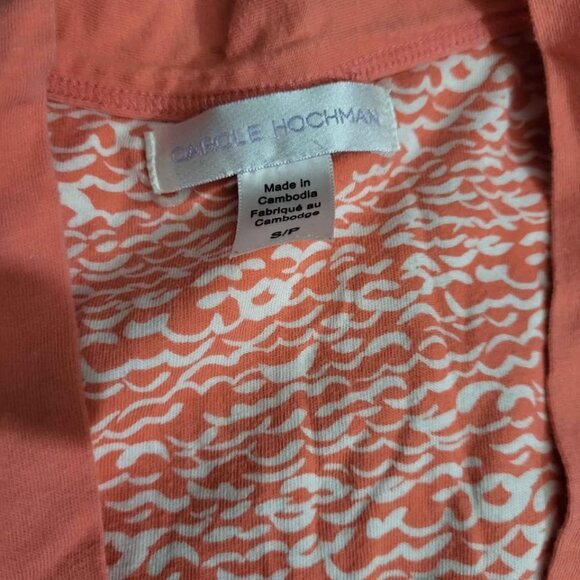 CAROLE HOCHMAN
Made in
Cambodia
Fabriqué au
Cambodge
S/P